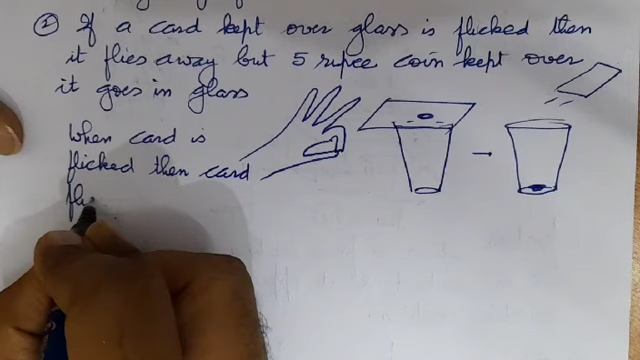 ② If a card kept over glass is flicked then
it flies away but 5 rupee coin kept over
it goes in glass
When card is
flicked then card